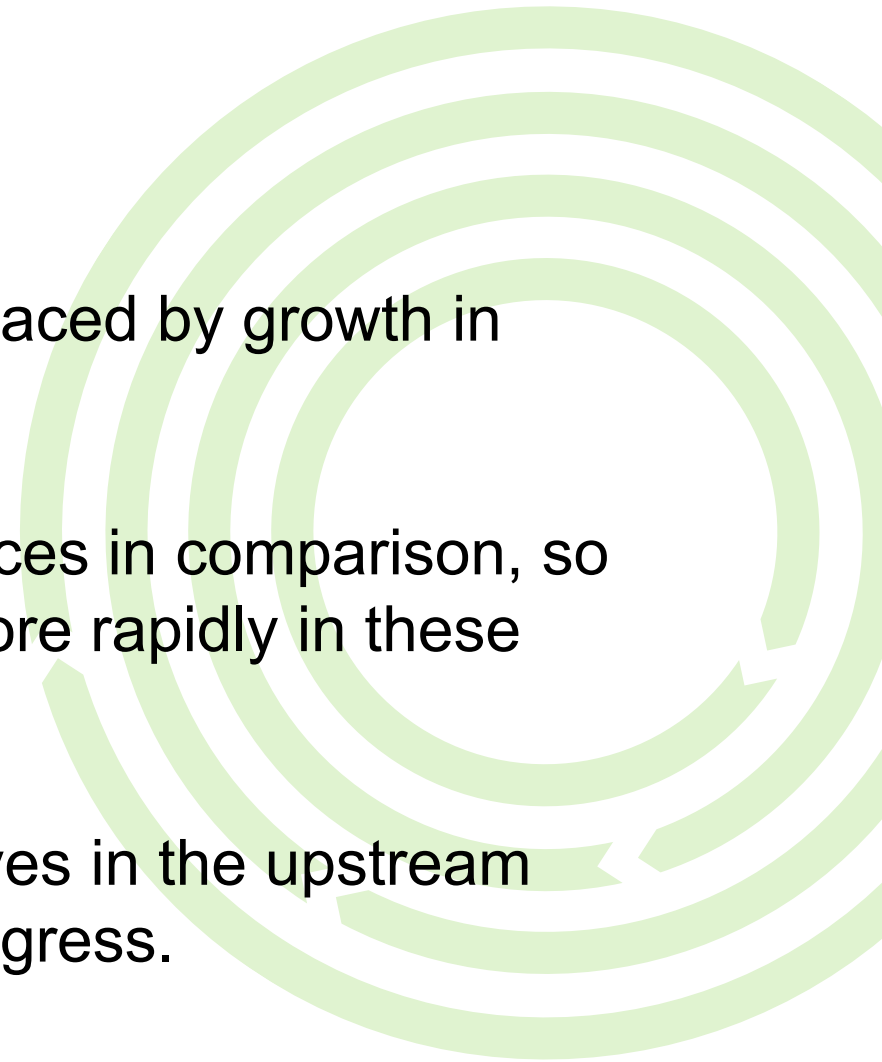 aced by growth in
ces in comparison, so
ore rapidly in these
ves in the upstream
gress.